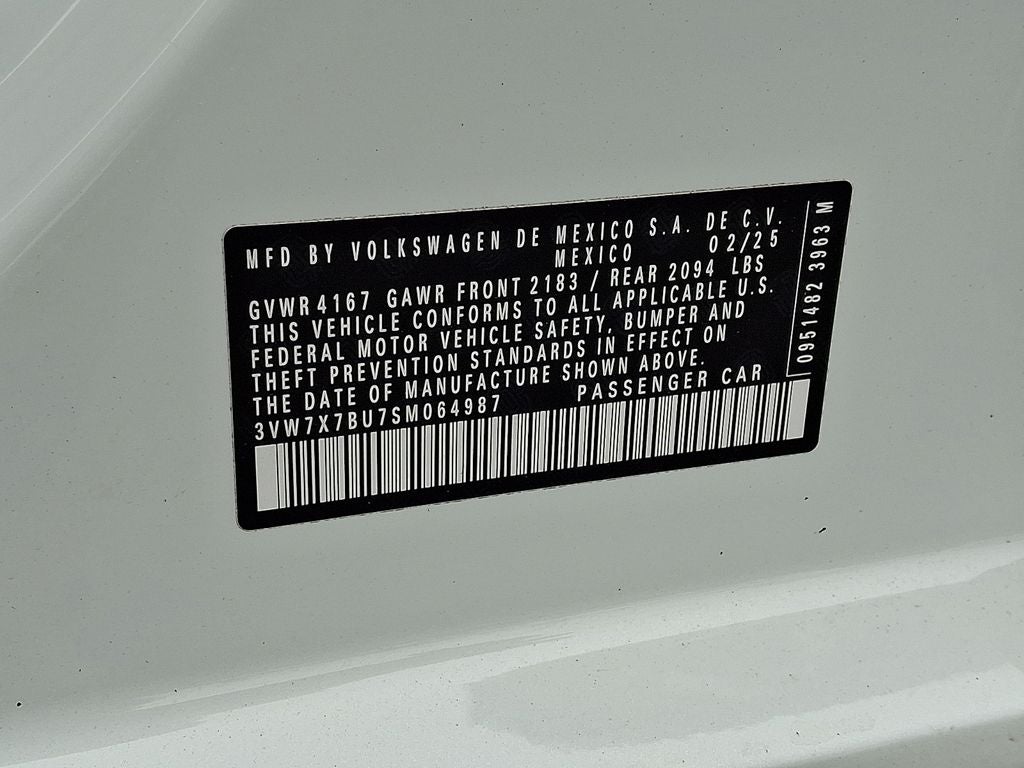 MFD BY VOLKSWAGEN DE MEXICO S.A. DE C.V.
MEXICO 02/25
GVWR 4167 GAWR FRONT 2183 / REAR 2094 LBS
THIS VEHICLE CONFORMS TO ALL APPLICABLE U.S.
FEDERAL MOTOR VEHICLE SAFETY, BUMPER AND
THEFT PREVENTION STANDARDS IN EFFECT ON
THE DATE OF MANUFACTURE SHOWN ABOVE.
3VW7X7BU7SM064987 PASSENGER CAR
0951482 3963 M